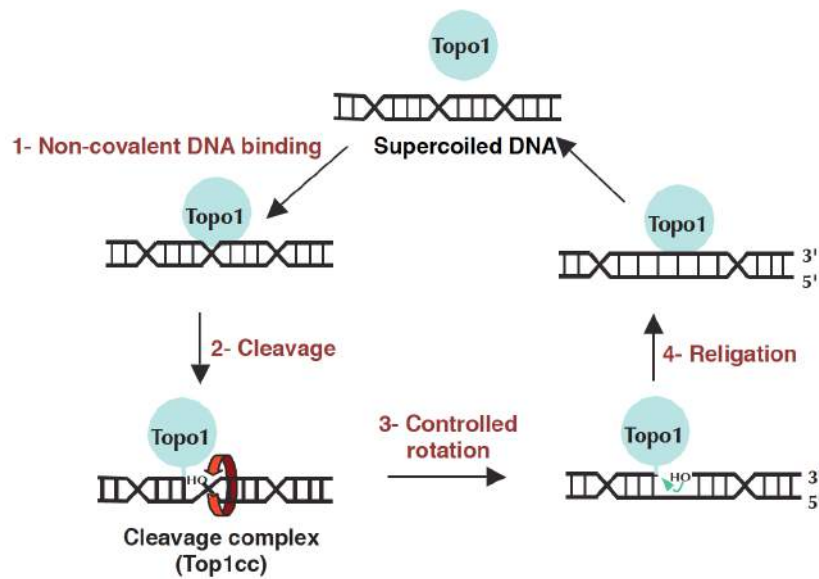 Topo1
1- Non-covalent DNA binding
Supercoiled DNA
Topo1
Topo1
3'
5'
2- Cleavage
4- Religation
Topo1
3- Controlled
rotation
Topo1
HO
HO
3'
5'
Cleavage complex
(Top1cc)